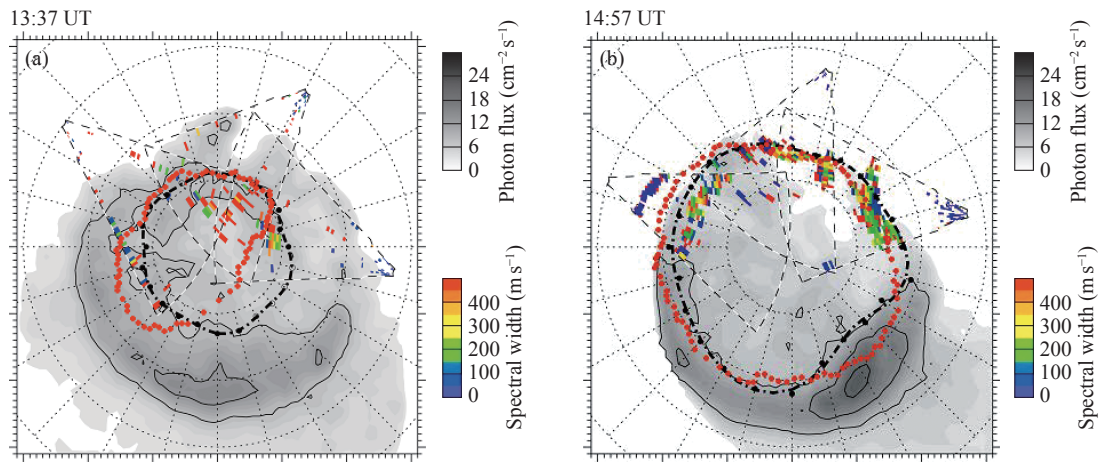 13:37 UT
(a)
24
18
12
6
0
Photon flux (cm⁻² s⁻¹)
400
300
200
100
0
Spectral width (m s⁻¹)
14:57 UT
(b)
24
18
12
6
0
Photon flux (cm⁻² s⁻¹)
400
300
200
100
0
Spectral width (m s⁻¹)